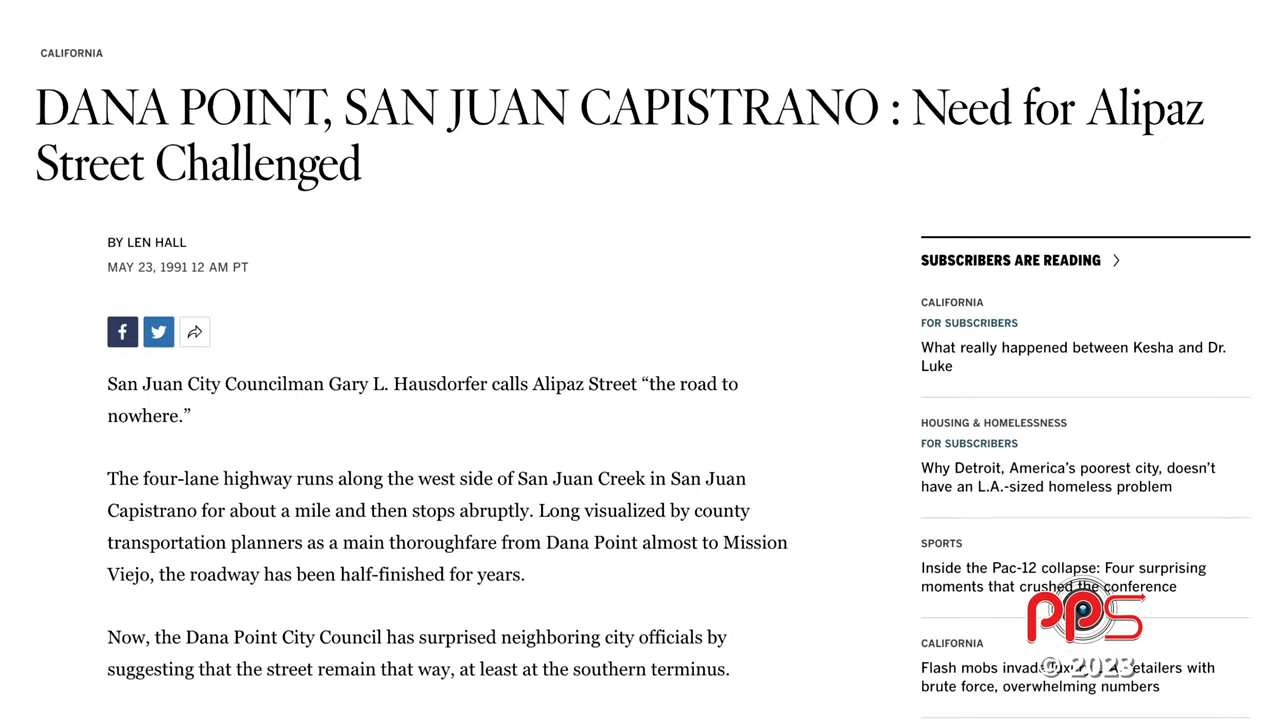 CALIFORNIA
DANA POINT, SAN JUAN CAPISTRANO : Need for Alipaz
Street Challenged
BY LEN HALL
MAY 23, 1991 12 AM PT
San Juan City Councilman Gary L. Hausdorfer calls Alipaz Street “the road to
nowhere.”
The four-lane highway runs along the west side of San Juan Creek in San Juan
Capistrano for about a mile and then stops abruptly. Long visualized by county
transportation planners as a main thoroughfare from Dana Point almost to Mission
Viejo, the roadway has been half-finished for years.
Now, the Dana Point City Council has surprised neighboring city officials by
suggesting that the street remain that way, at least at the southern terminus.
SUBSCRIBERS ARE READING
CALIFORNIA
FOR SUBSCRIBERS
What really happened between Kesha and Dr.
Luke
HOUSING & HOMELESSNESS
FOR SUBSCRIBERS
Why Detroit, America’s poorest city, doesn’t
have an L.A.-sized homeless problem
SPORTS
Inside the Pac-12 collapse: Four surprising
moments that crushed the conference
CALIFORNIA
Flash mobs invade retailers with
brute force, overwhelming numbers
PPS
© 2023